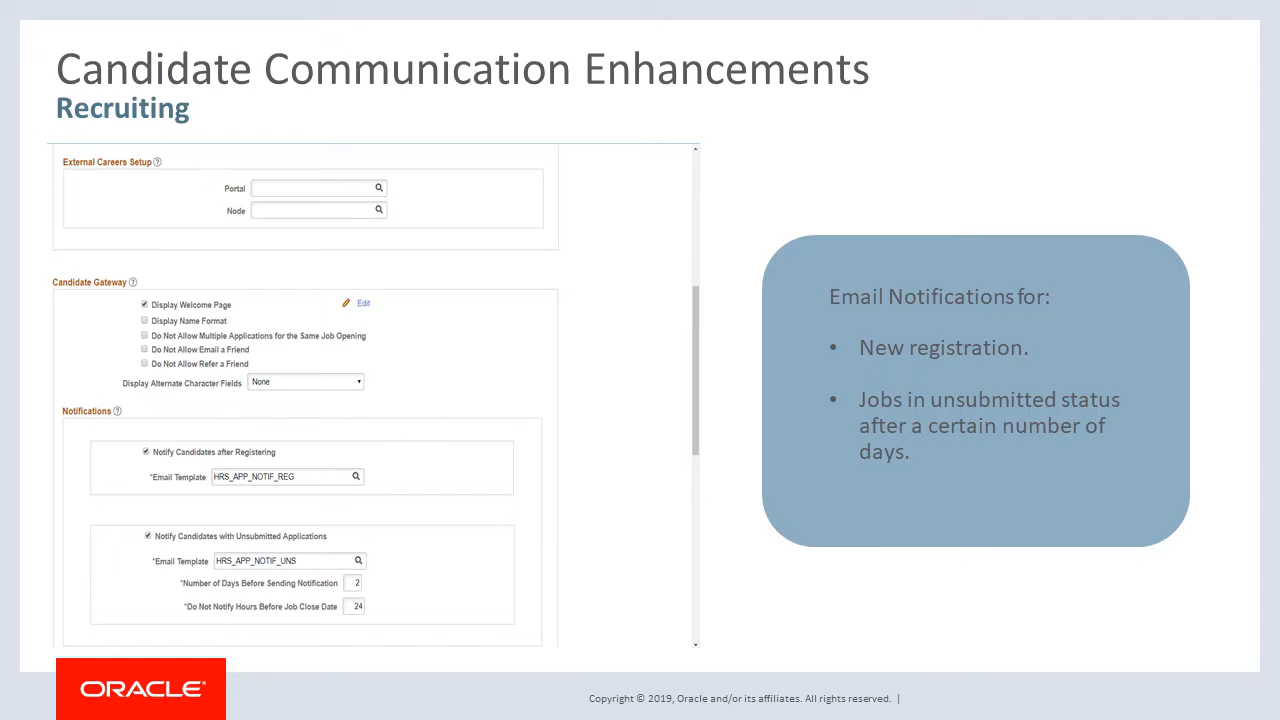 Candidate Communication Enhancements
Recruiting
External Careers Setup
Portal
Node
Candidate Gateway
Display Welcome Page
Edit
Display Name Format
Do Not Allow Multiple Applications for the Same Job Opening
Do Not Allow Email a Friend
Do Not Allow Refer a Friend
Display Alternate Character Fields None
Notifications
Notify Candidates after Registering
*Email Template HRS_APP_NOTIF_REG
Notify Candidates with Unsubmitted Applications
*Email Template HRS_APP_NOTIF_UNS
*Number of Days Before Sending Notification 2
*Do Not Notify Hours Before Job Close Date 24
Email Notifications for:
• New registration.
• Jobs in unsubmitted status
after a certain number of
days.
ORACLE®
Copyright © 2019, Oracle and/or its affiliates. All rights reserved. |